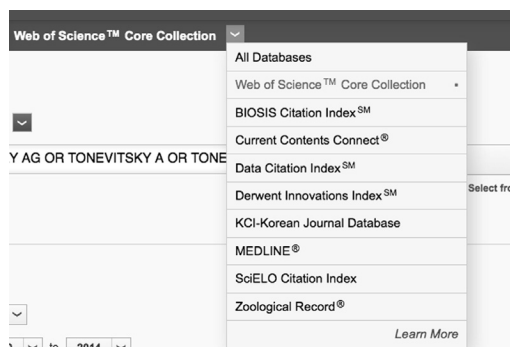 Web of Science™ Core Collection
All Databases
Web of Science™ Core Collection
BIOSIS Citation Index℠
Y AG OR TONEVITSKY A OR TONE
Current Contents Connect®
Data Citation Index℠
Select fro
Derwent Innovations Index℠
KCI-Korean Journal Database
MEDLINE®
SciELO Citation Index
Zoological Record®
Learn More
to 2014